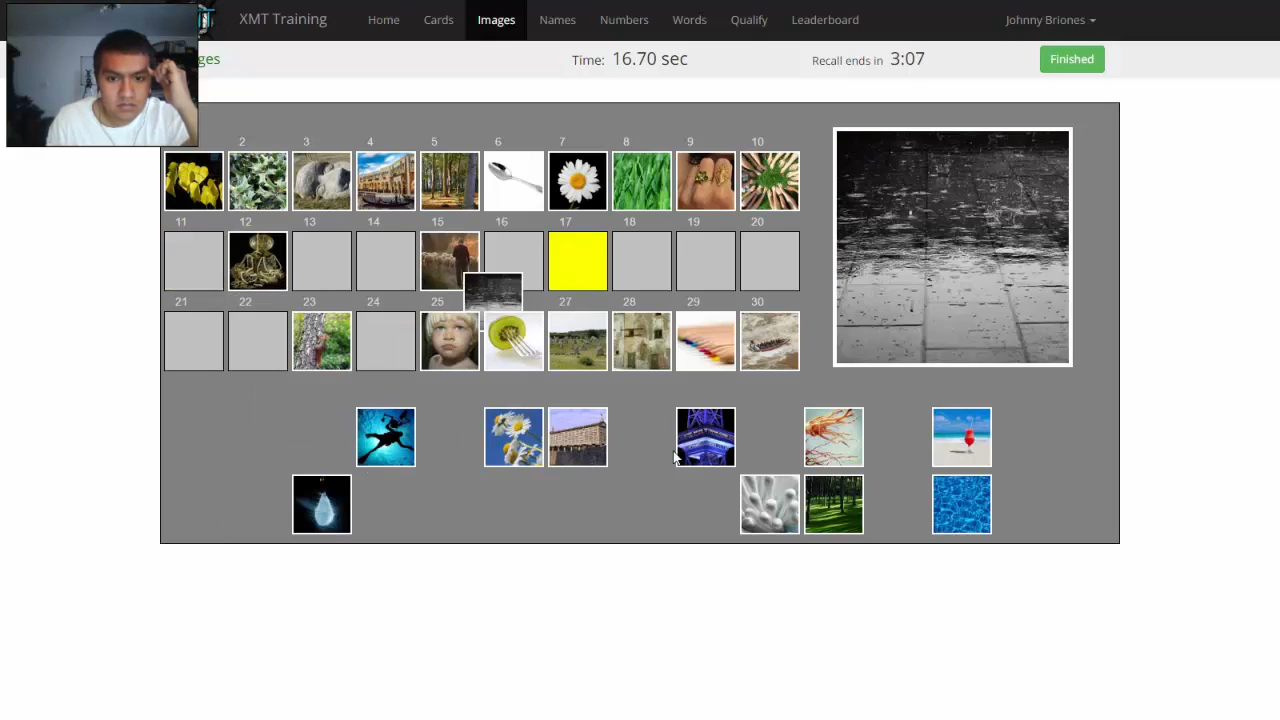 XMT Training Home Cards Images Names Numbers Words Qualify Leaderboard Johnny Briones
ges Time: 16.70 sec Recall ends in 3:07 Finished
2 3 4 5 6 7 8 9 10
11 12 13 14 15 16 17 18 19 20
21 22 23 24 25 27 28 29 30